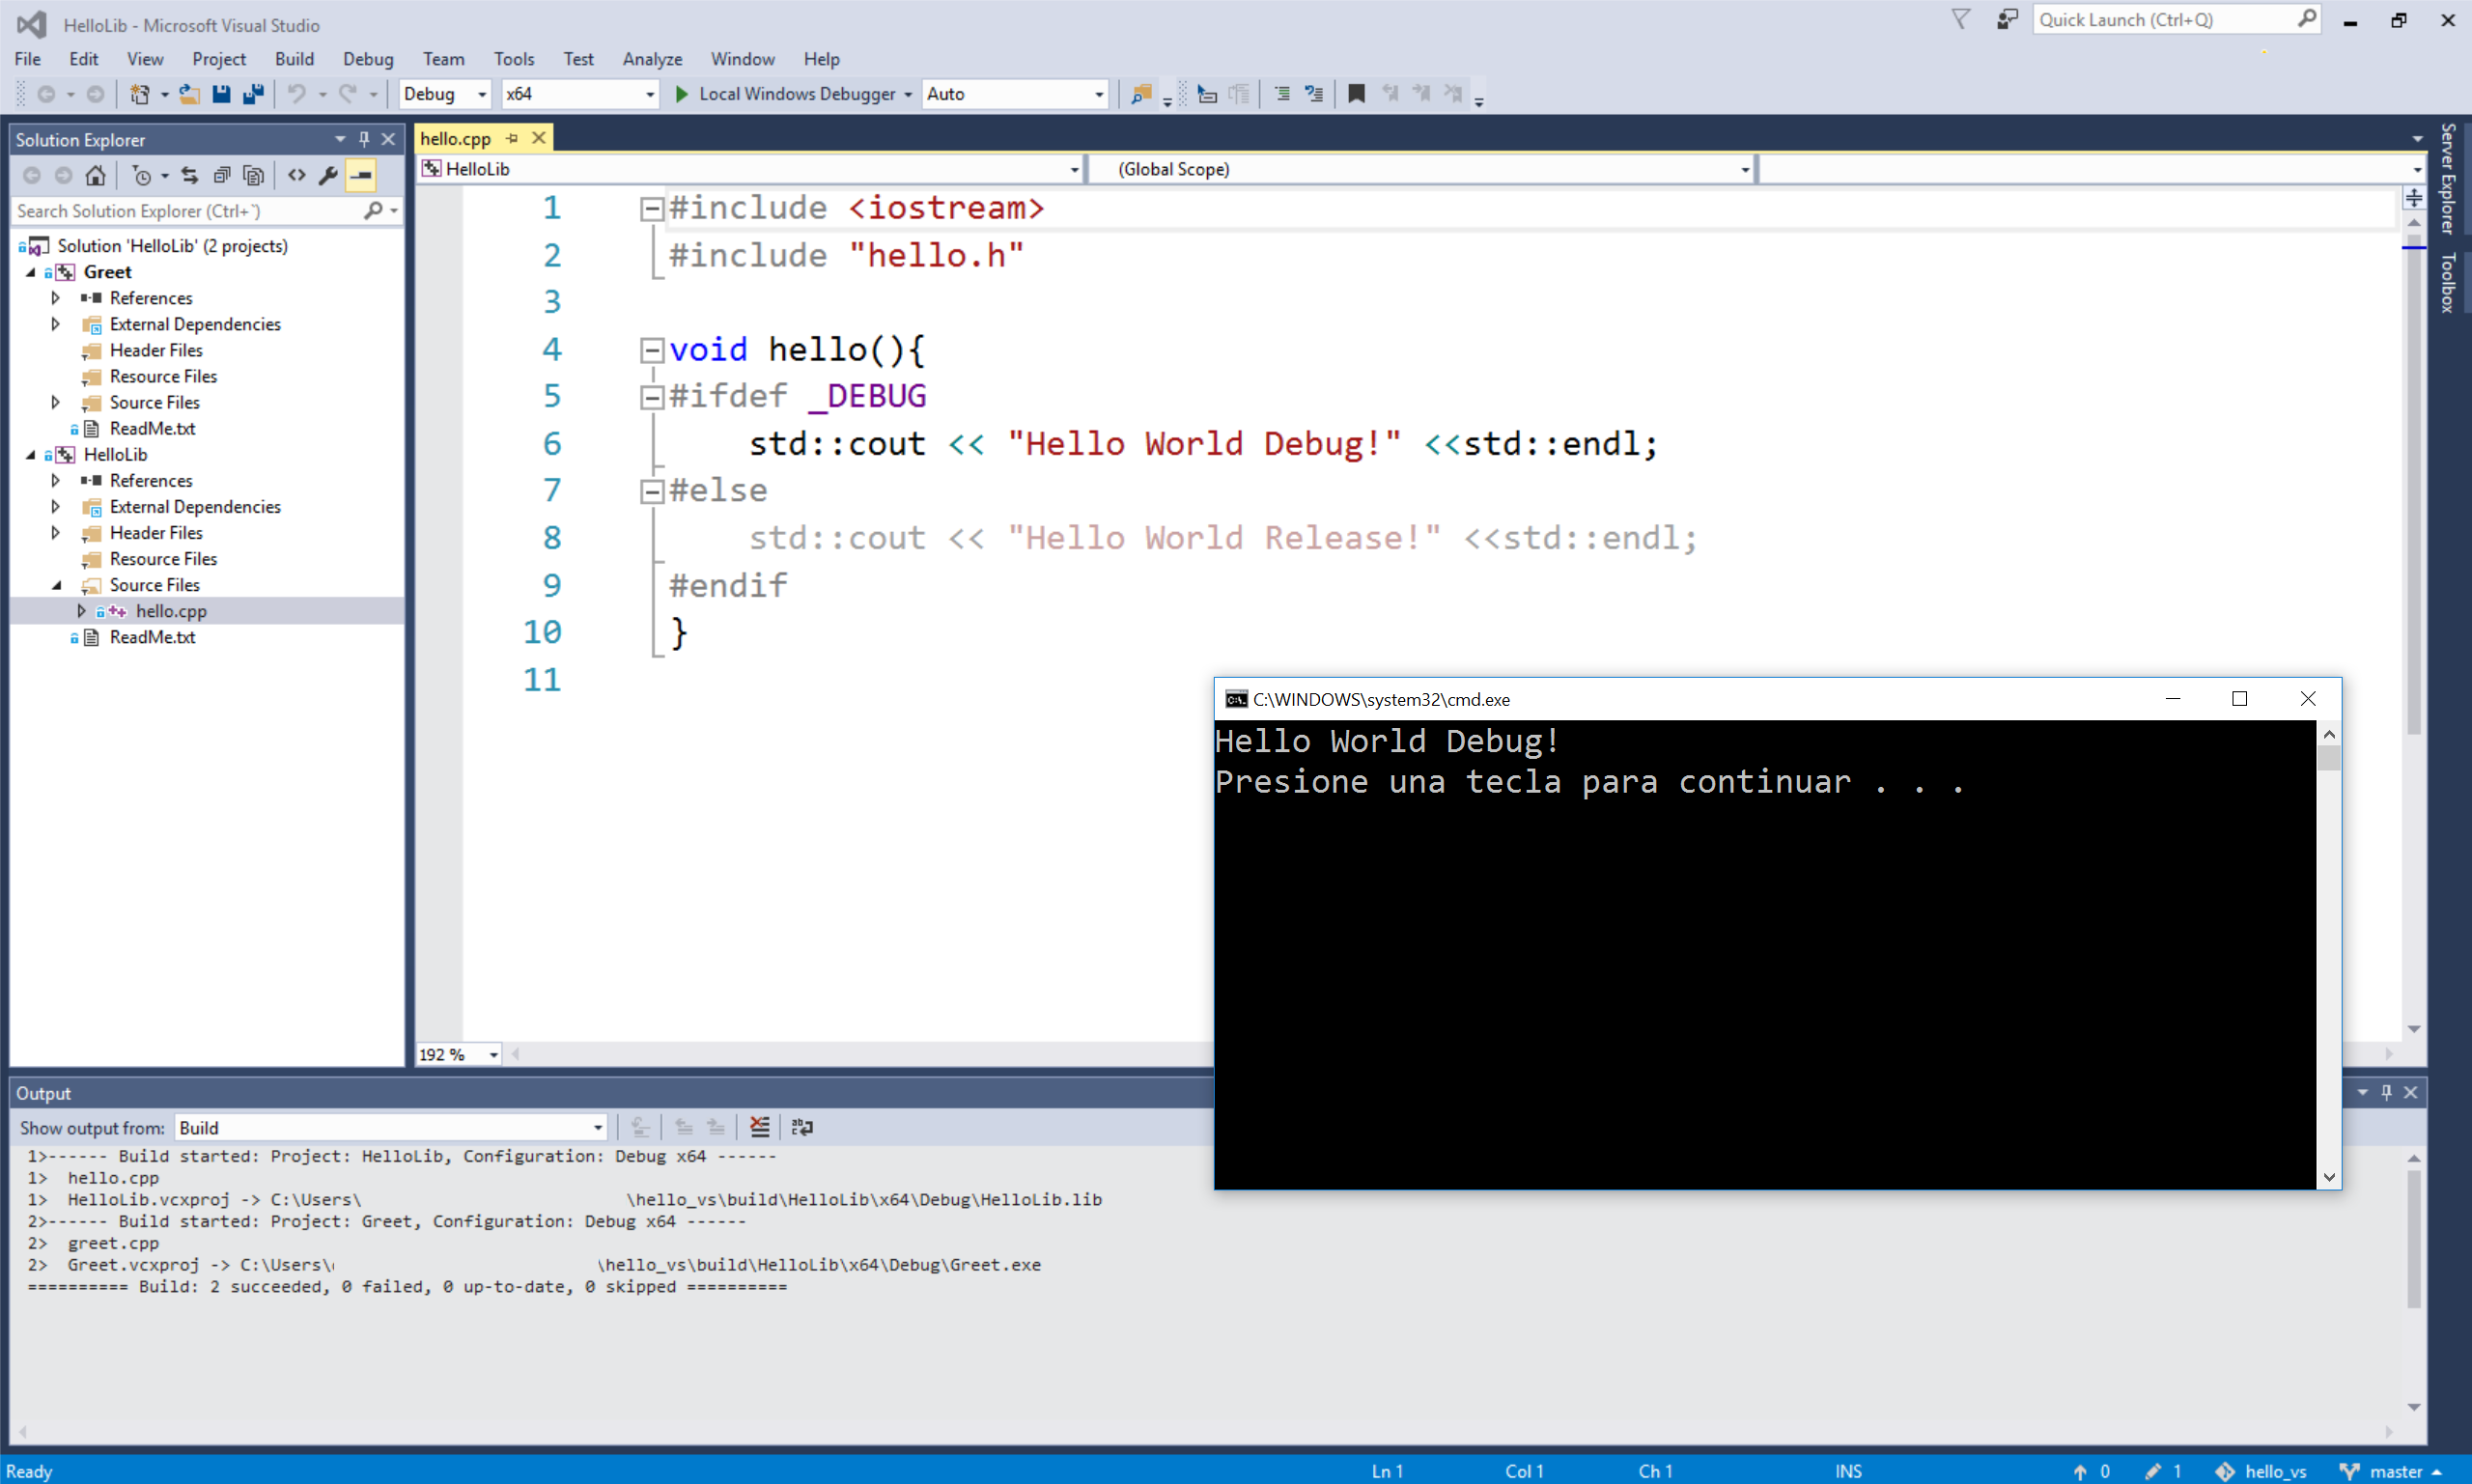 HelloLib - Microsoft Visual Studio
Quick Launch (Ctrl+Q)
File Edit View Project Build Debug Team Tools Test Analyze Window Help
Debug x64 Local Windows Debugger Auto
Solution Explorer
Search Solution Explorer (Ctrl+`)
Solution 'HelloLib' (2 projects)
Greet
References
External Dependencies
Header Files
Resource Files
Source Files
ReadMe.txt
HelloLib
References
External Dependencies
Header Files
Resource Files
Source Files
hello.cpp
ReadMe.txt
hello.cpp
HelloLib (Global Scope)
1 #include <iostream>
2 #include "hello.h"
3
4 void hello(){
5 #ifdef _DEBUG
6 std::cout << "Hello World Debug!" <<std::endl;
7 #else
8 std::cout << "Hello World Release!" <<std::endl;
9 #endif
10 }
11
192 %
Server Explorer
Toolbox
C:\WINDOWS\system32\cmd.exe
Hello World Debug!
Presione una tecla para continuar . . .
Output
Show output from: Build
1>------ Build started: Project: HelloLib, Configuration: Debug x64 ------
1> hello.cpp
1> HelloLib.vcxproj -> C:\Users\ \hello_vs\build\HelloLib\x64\Debug\HelloLib.lib
2>------ Build started: Project: Greet, Configuration: Debug x64 ------
2> greet.cpp
2> Greet.vcxproj -> C:\Users\ \hello_vs\build\HelloLib\x64\Debug\Greet.exe
========== Build: 2 succeeded, 0 failed, 0 up-to-date, 0 skipped ==========
Ready Ln 1 Col 1 Ch 1 INS 0 1 hello_vs master